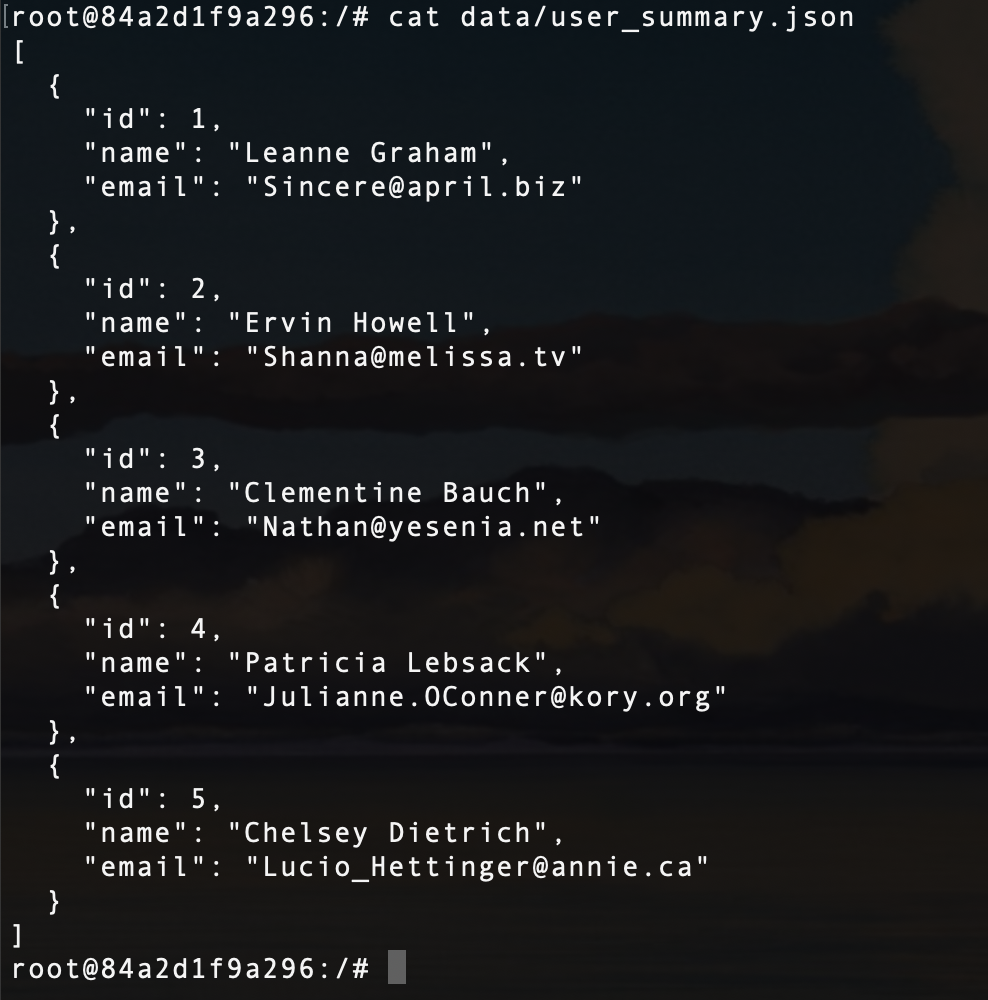 [root@84a2d1f9a296:/# cat data/user_summary.json
[
  {
    "id": 1,
    "name": "Leanne Graham",
    "email": "Sincere@april.biz"
  },
  {
    "id": 2,
    "name": "Ervin Howell",
    "email": "Shanna@melissa.tv"
  },
  {
    "id": 3,
    "name": "Clementine Bauch",
    "email": "Nathan@yesenia.net"
  },
  {
    "id": 4,
    "name": "Patricia Lebsack",
    "email": "Julianne.OConner@kory.org"
  },
  {
    "id": 5,
    "name": "Chelsey Dietrich",
    "email": "Lucio_Hettinger@annie.ca"
  }
]
root@84a2d1f9a296:/#